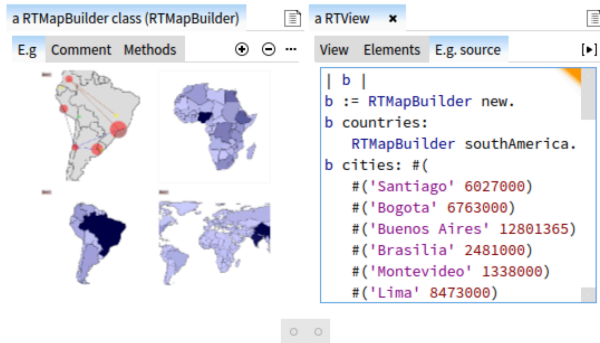 a RTMapBuilder class (RTMapBuilder)
E.g Comment Methods
a RTView ×
View Elements E.g. source
| b |
b := RTMapBuilder new.
b countries:
RTMapBuilder southAmerica.
b cities: #(
#('Santiago' 6027000)
#('Bogota' 6763000)
#('Buenos Aires' 12801365)
#('Brasilia' 2481000)
#('Montevideo' 1338000)
#('Lima' 8473000)